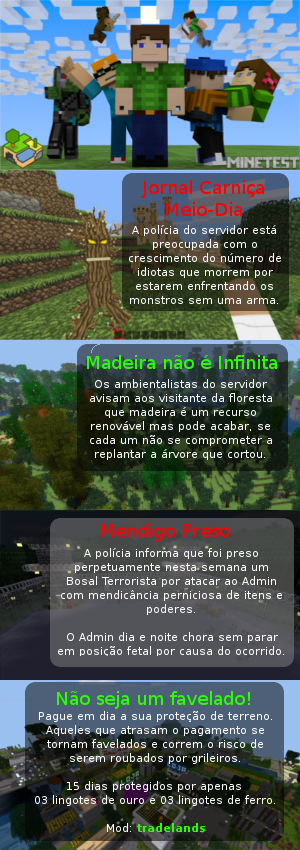 MINETEST
Jornal Carniça
Meio-Dia
A polícia do servidor está
preocupada com o
crescimento do número de
idiotas que morrem por
estarem enfrentando os
monstros sem uma arma.
Madeira não é Infinita
Os ambientalistas do servidor
avisam aos visitante da floresta
que madeira é um recurso
renovável mas pode acabar, se
cada um não se comprometer a
replantar a árvore que cortou.
Mendigo Preso
A polícia informa que foi preso
perpetuamente nesta semana um
Bosal Terrorista por atacar ao Admin
com mendicância perniciosa de itens e
poderes.
O Admin dia e noite chora sem parar
em posição fetal por causa do ocorrido.
Não seja um favelado!
Pague em dia a sua proteção de terreno.
Aqueles que atrasam o pagamento se
tornam favelados e correm o risco de
serem roubados por grileiros.
15 dias protegidos por apenas
03 lingotes de ouro e 03 lingotes de ferro.
Mod: tradelands